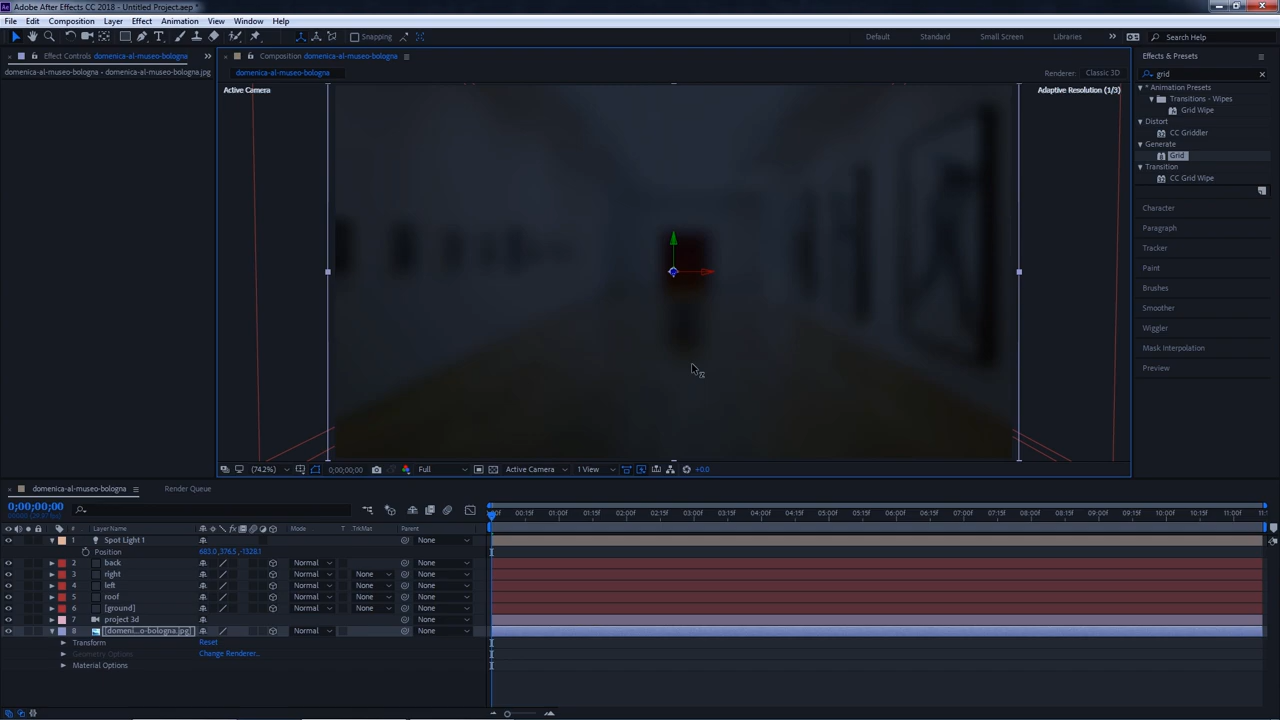 Adobe After Effects CC 2018 - Untitled Project.aep *
File Edit Composition Layer Effect Animation View Window Help
Snapping
Default Standard Small Screen Libraries
Search Help
Effect Controls domenica-al-museo-bologna
domenica-al-museo-bologna • domenica-al-museo-bologna.jpg
Composition domenica-al-museo-bologna
domenica-al-museo-bologna
Renderer: Classic 3D
Active Camera
Adaptive Resolution (1/3)
Effects & Presets
grid
* Animation Presets
Transitions - Wipes
Grid Wipe
Distort
CC Griddler
Generate
Grid
Transition
CC Grid Wipe
Character
Paragraph
Tracker
Paint
Brushes
Smoother
Wiggler
Mask Interpolation
Preview
(74.2%) 0;00;00;00 Full Active Camera 1 View +0.0
domenica-al-museo-bologna Render Queue
0;00;00;00
# Layer Name Mode T TrkMat Parent
00:15f 01:00f 01:15f 02:00f 02:15f 03:00f 03:15f 04:00f 04:15f 05:00f 05:15f 06:00f 06:15f 07:00f 07:15f 08:00f 08:15f 09:00f 09:15f 10:00f 10:15f 11:00f
1 Spot Light 1 None
Position 683.0,376.5,-1328.1
2 back Normal None
3 right Normal None None
4 left Normal None None
5 roof Normal None None
6 [ground] Normal None None
7 project 3d None
8 [domeni...o-bologna.jpg] Normal None
Transform Reset
Geometry Options Change Renderer...
Material Options